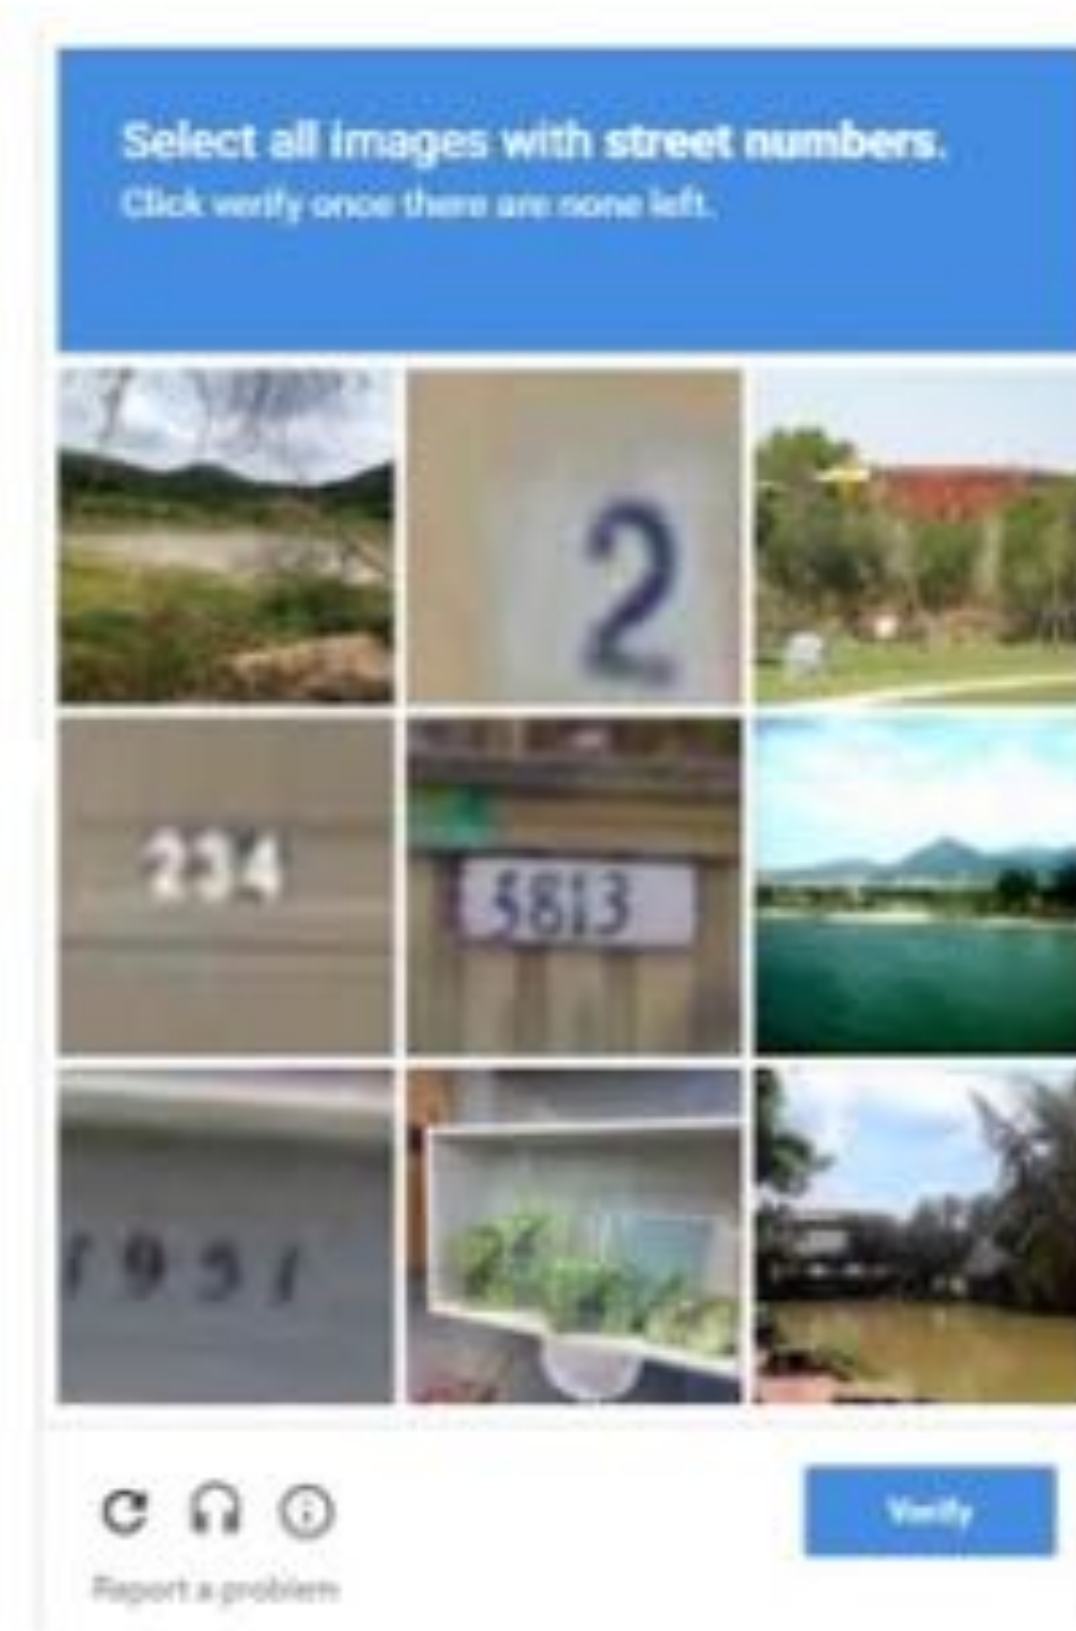 Select all images with street numbers.
Click verify once there are none left.
2
234
5813
1951
Report a problem
Verify